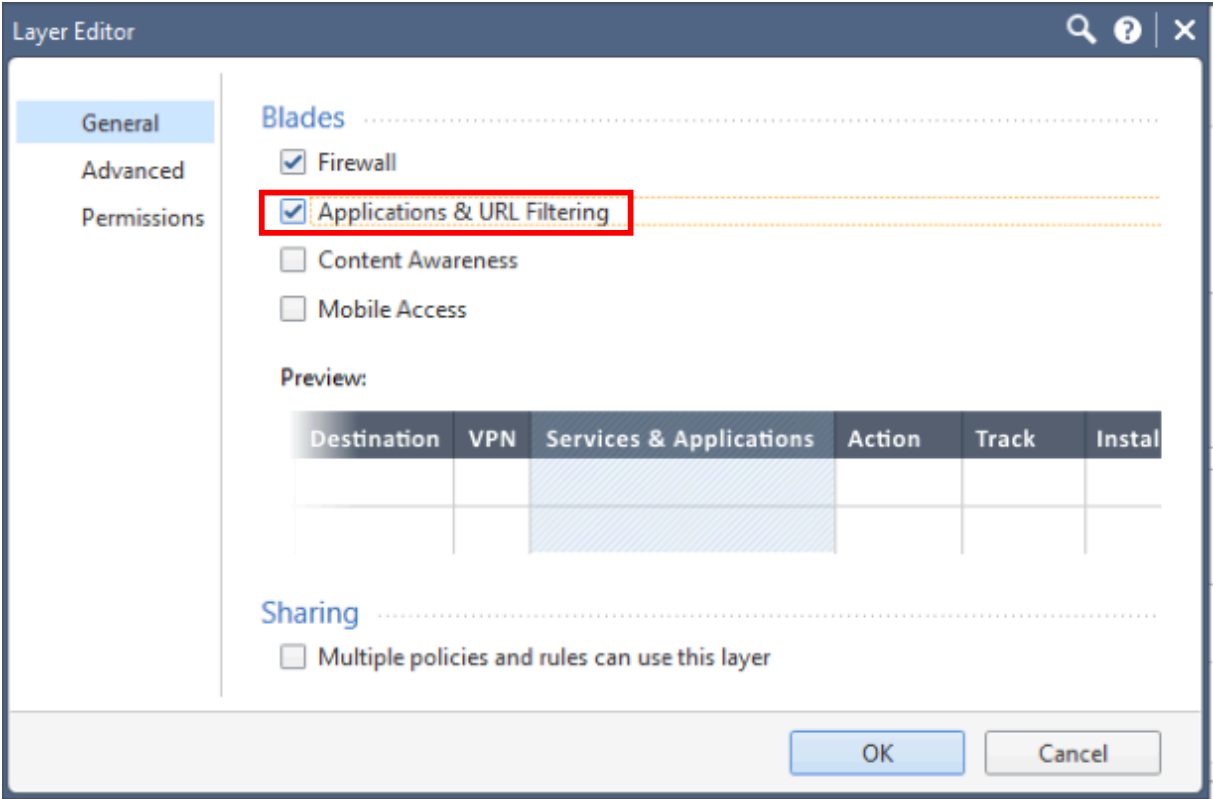 Layer Editor
General
Advanced
Permissions
Blades
Firewall
Applications & URL Filtering
Content Awareness
Mobile Access
Preview:
Destination VPN Services & Applications Action Track Instal
Sharing
Multiple policies and rules can use this layer
OK Cancel